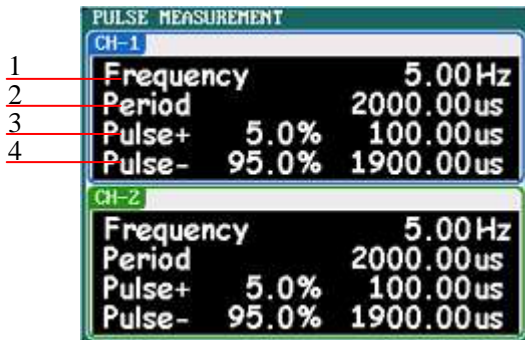 PULSE MEASUREMENT
CH-1
1 Frequency 5.00Hz
2 Period 2000.00us
3 Pulse+ 5.0% 100.00us
4 Pulse- 95.0% 1900.00us
CH-2
Frequency 5.00Hz
Period 2000.00us
Pulse+ 5.0% 100.00us
Pulse- 95.0% 1900.00us